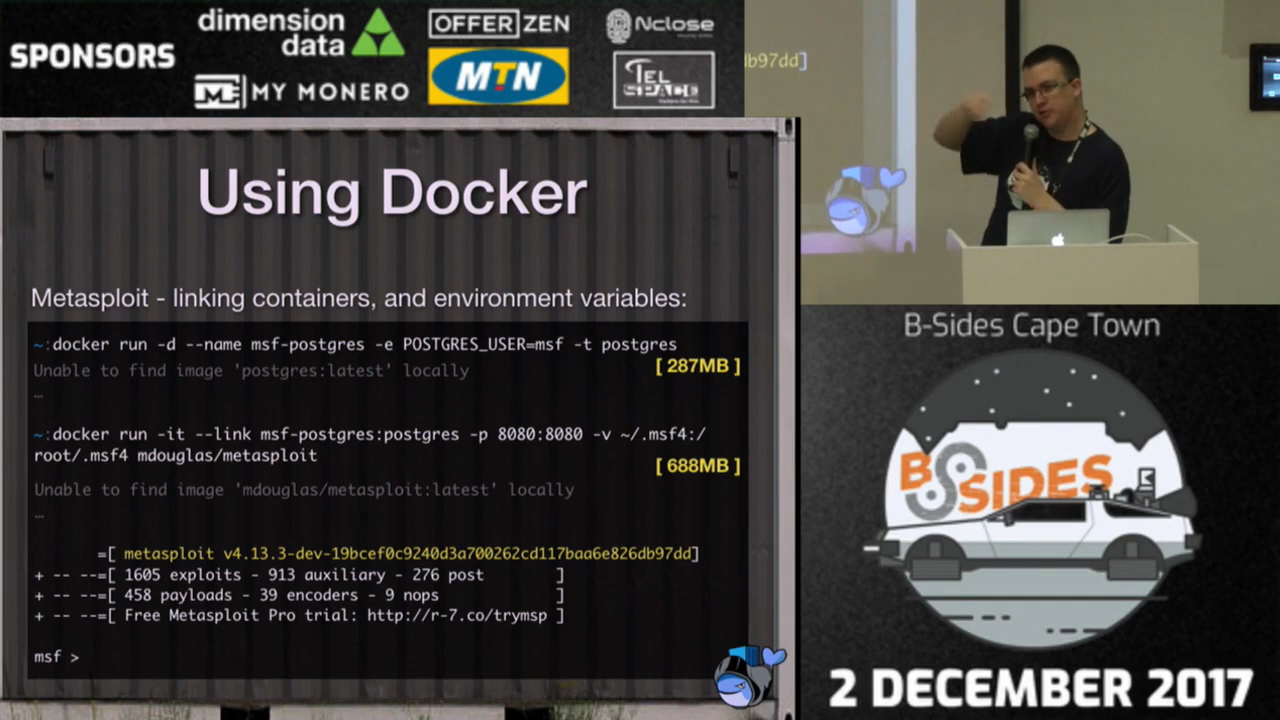 SPONSORS
dimension
data
OFFERZEN
Nclose
MY MONERO
MTN
TEL
SPACE
db97dd]
Using Docker
Metasploit - linking containers, and environment variables:
~:docker run -d --name msf-postgres -e POSTGRES_USER=msf -t postgres
Unable to find image 'postgres:latest' locally
[ 287MB ]
…
~:docker run -it --link msf-postgres:postgres -p 8080:8080 -v ~/.msf4:/
root/.msf4 mdouglas/metasploit
[ 688MB ]
Unable to find image 'mdouglas/metasploit:latest' locally
…
=[ metasploit v4.13.3-dev-19bcef0c9240d3a700262cd117baa6e826db97dd]
+ -- --=[ 1605 exploits - 913 auxiliary - 276 post ]
+ -- --=[ 458 payloads - 39 encoders - 9 nops ]
+ -- --=[ Free Metasploit Pro trial: http://r-7.co/trymsp ]
msf >
B-Sides Cape Town
BSIDES
2 DECEMBER 2017